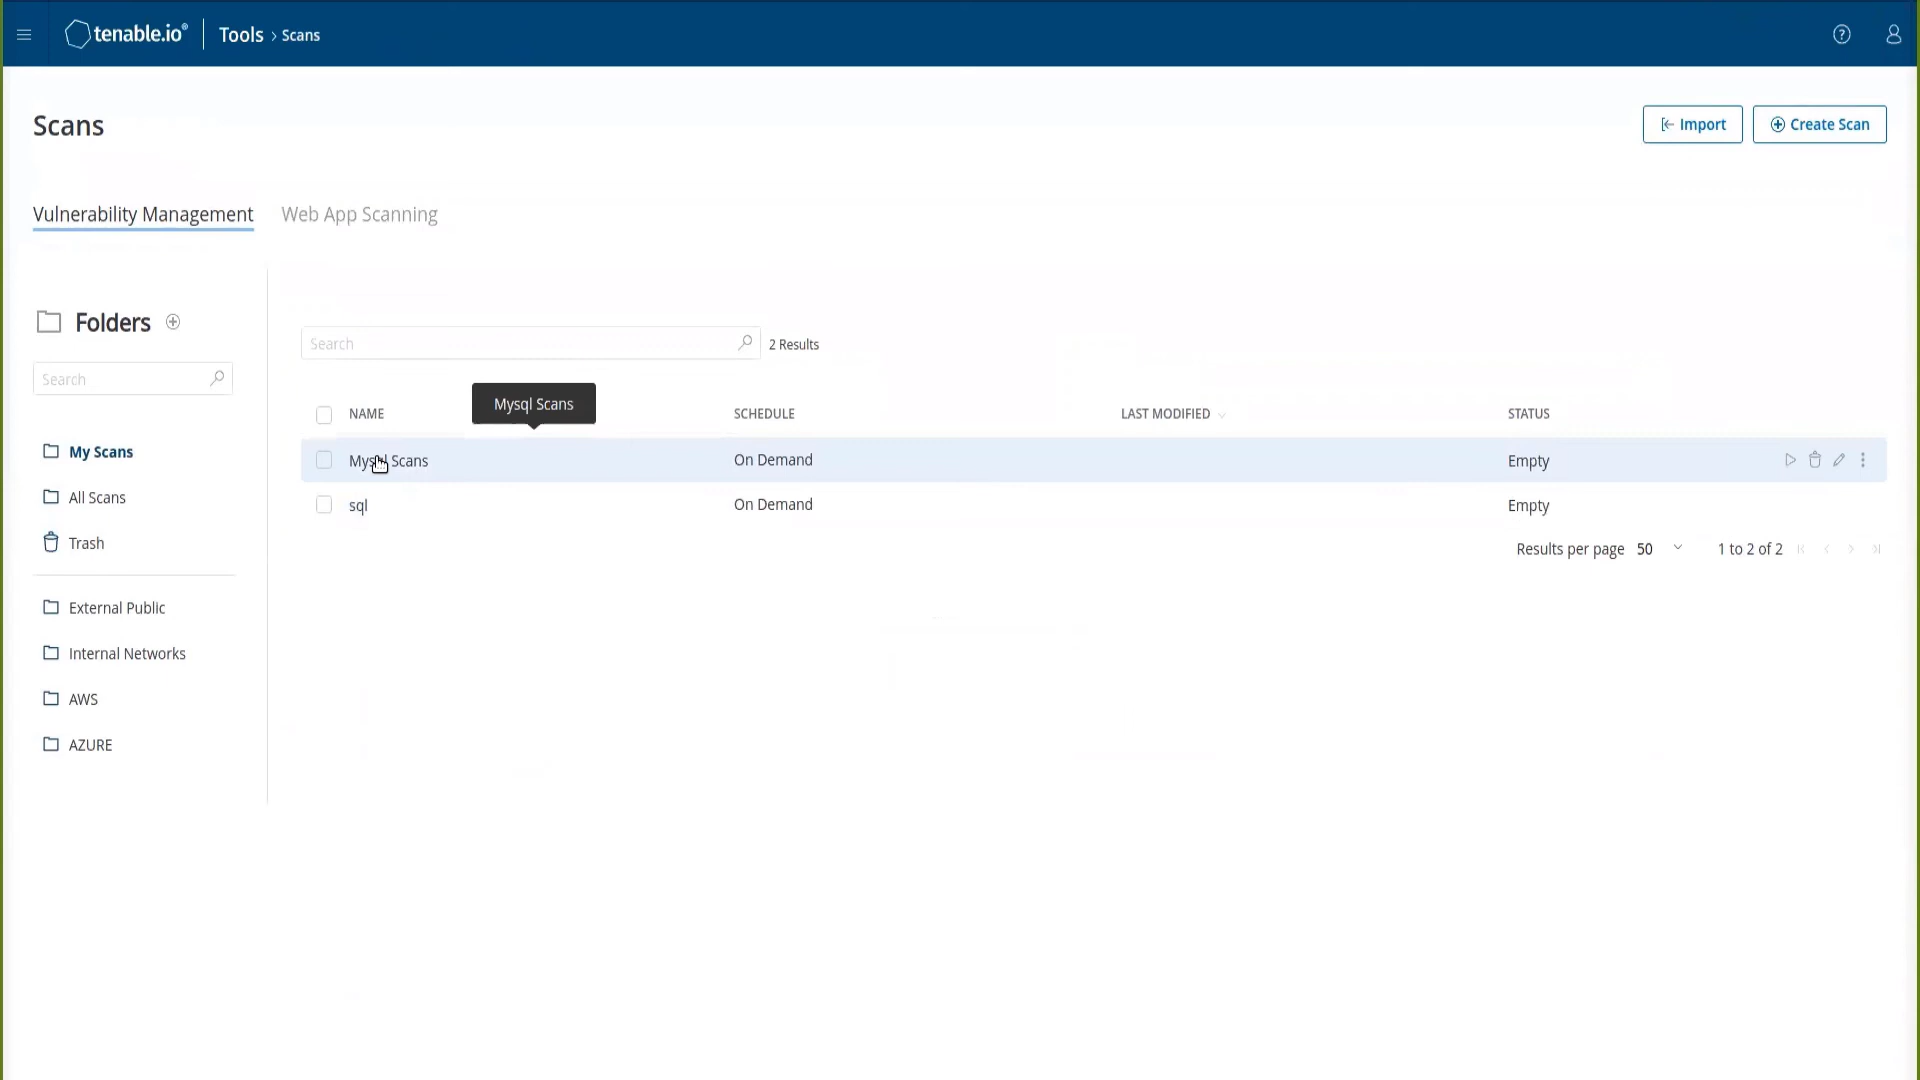 tenable.io® Tools > Scans
Scans
Import
Create Scan
Vulnerability Management Web App Scanning
Folders
Search
My Scans
All Scans
Trash
External Public
Internal Networks
AWS
AZURE
Search 2 Results
Mysql Scans
NAME SCHEDULE LAST MODIFIED STATUS
Mysql Scans On Demand Empty
sql On Demand Empty
Results per page 50 1 to 2 of 2